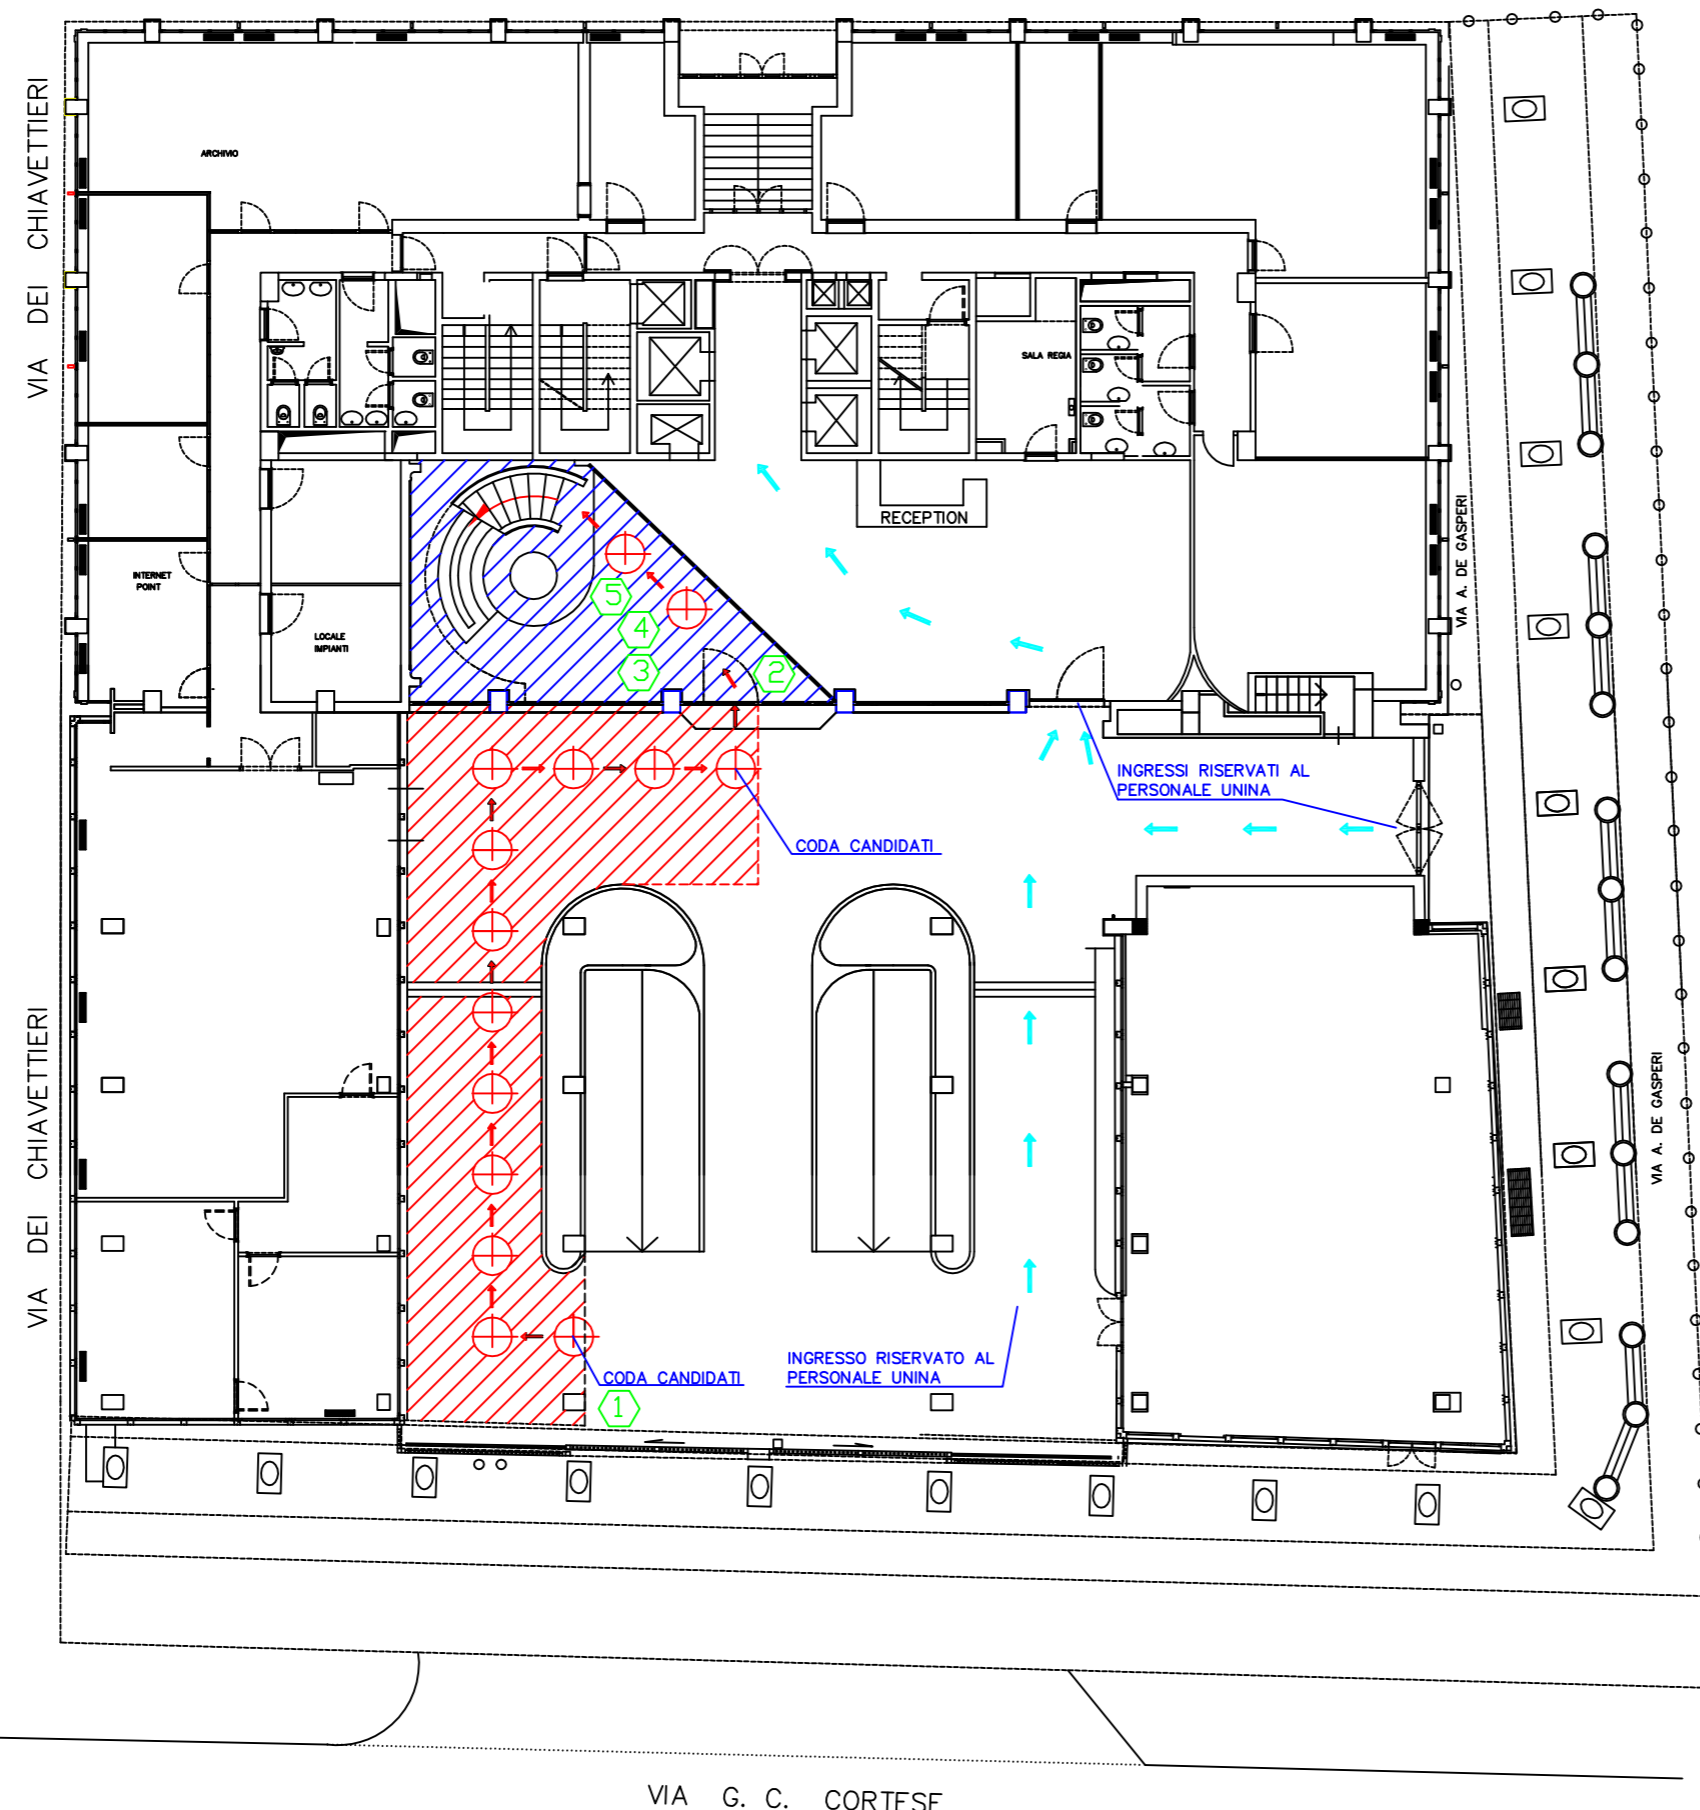 VIA DEI CHIAVETTIERI
ARCHIVIO
SALA REGIA
RECEPTION
VIA A. DE GASPERI
INTERNET
POINT
5
4
LOCALE
IMPIANTI
3
2
INGRESSI RISERVATI AL
PERSONALE UNINA
CODA CANDIDATI
VIA DEI CHIAVETTIERI
VIA A. DE GASPERI
INGRESSO RISERVATO AL
PERSONALE UNINA
CODA CANDIDATI
1
VIA G. C. CORTESE